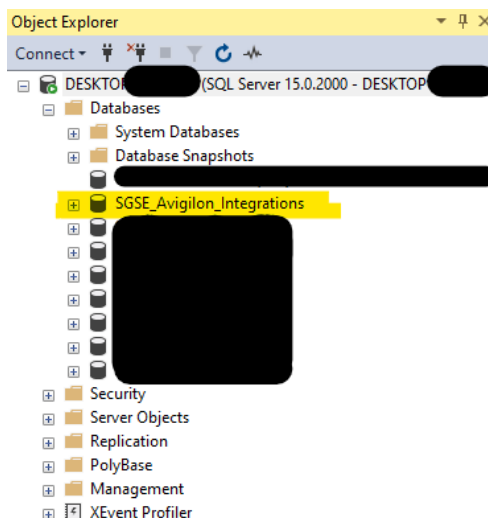 Object Explorer
Connect
DESKTO (SQL Server 15.0.2000 - DESKTOP
Databases
System Databases
Database Snapshots
SGSE_Avigilon_Integrations
Security
Server Objects
Replication
PolyBase
Management
XEvent Profiler